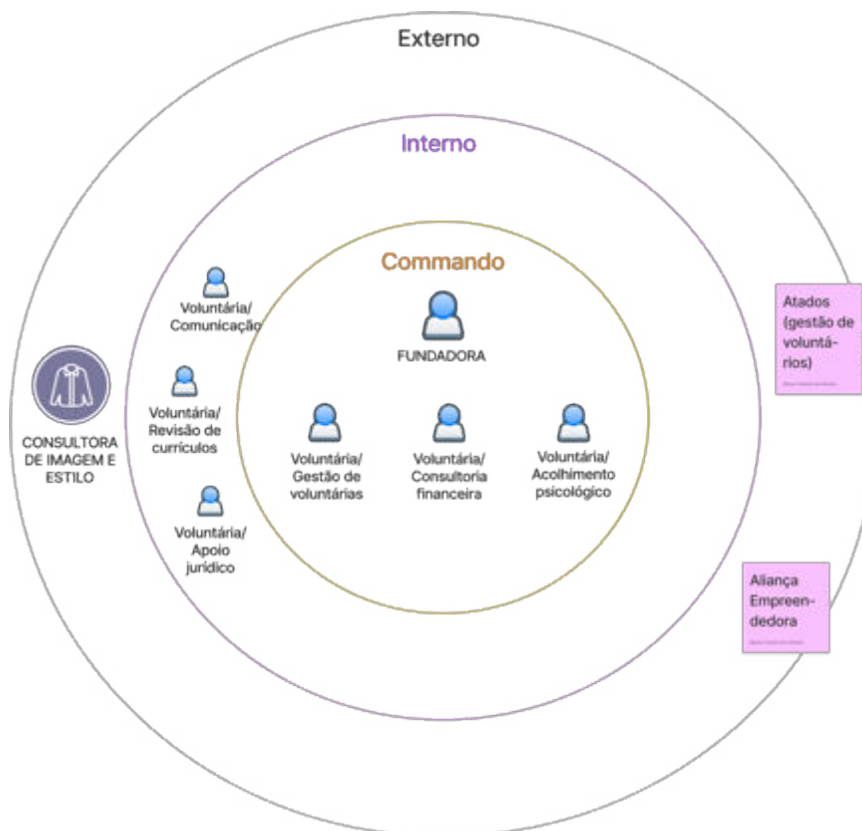 Externo
Interno
Commando
FUNDADORA
Voluntária/
Gestão de
voluntárias
Voluntária/
Consultoria
financeira
Voluntária/
Acolhimento
psicológico
Voluntária/
Comunicação
Voluntária/
Revisão de
currículos
Voluntária/
Apoio
jurídico
CONSULTORA
DE IMAGEM E
ESTILO
Atados
(gestão de
voluntá-
rios)
Aliança
Empreen-
dedora